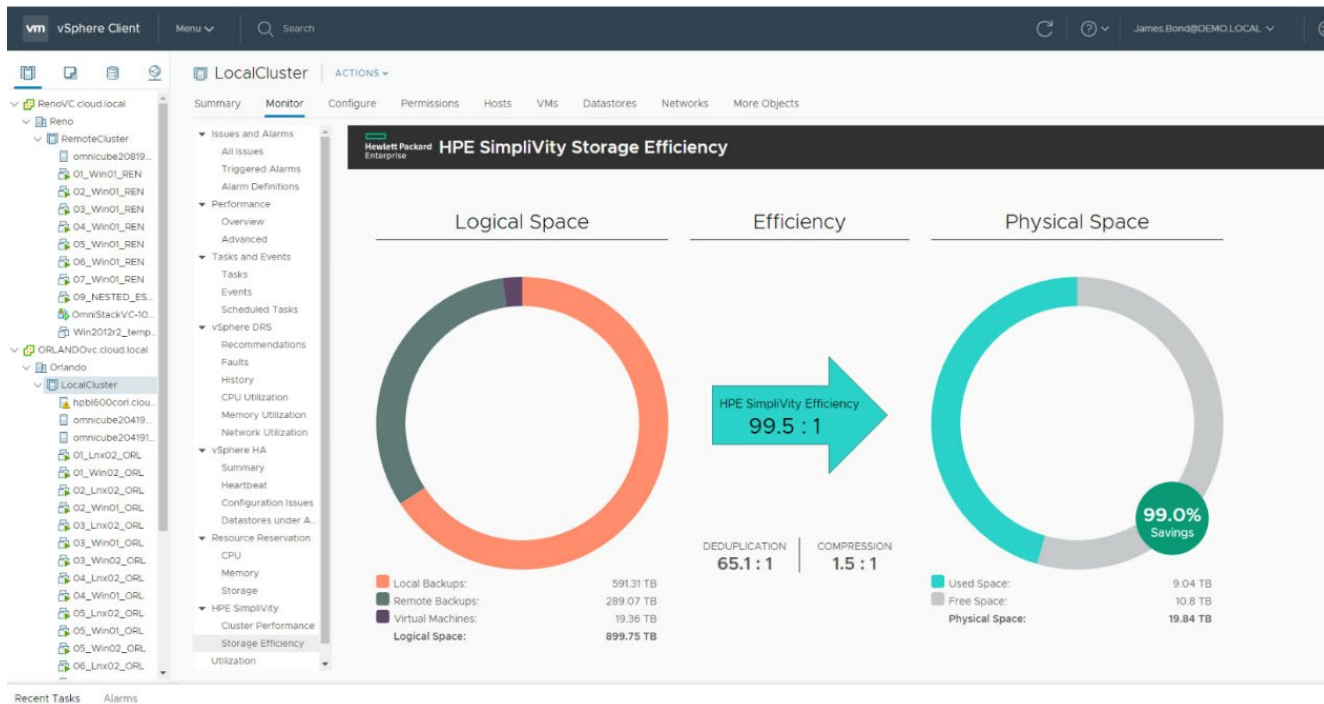 vm vSphere Client Menu Search James.Bond@DEMO.LOCAL
RenoVC.cloud.local
Reno
RemoteCluster
omnicube20819...
01_Win01_REN
02_Win01_REN
03_Win01_REN
04_Win01_REN
05_Win01_REN
06_Win01_REN
07_Win01_REN
09_NESTED_ES...
OmniStackVC-10...
Win2012r2_temp...
ORLANDOvc.cloud.local
Orlando
LocalCluster
hpbl600corl.clou...
omnicube20419...
omnicube204191...
01_Lnx02_ORL
01_Win02_ORL
02_Lnx02_ORL
02_Win01_ORL
03_Lnx02_ORL
03_Win01_ORL
03_Win02_ORL
04_Lnx02_ORL
04_Win01_ORL
05_Lnx02_ORL
05_Win01_ORL
05_Win02_ORL
06_Lnx02_ORL
LocalCluster ACTIONS
Summary Monitor Configure Permissions Hosts VMs Datastores Networks More Objects
Issues and Alarms
All Issues
Triggered Alarms
Alarm Definitions
Performance
Overview
Advanced
Tasks and Events
Tasks
Events
Scheduled Tasks
vSphere DRS
Recommendations
Faults
History
CPU Utilization
Memory Utilization
Network Utilization
vSphere HA
Summary
Heartbeat
Configuration Issues
Datastores under A...
Resource Reservation
CPU
Memory
Storage
HPE SimpliVity
Cluster Performance
Storage Efficiency
Utilization
Hewlett Packard
Enterprise
HPE SimpliVity Storage Efficiency
Logical Space
Local Backups: 591.31 TB
Remote Backups: 289.07 TB
Virtual Machines: 19.36 TB
Logical Space: 899.75 TB
Efficiency
HPE SimpliVity Efficiency
99.5 : 1
DEDUPLICATION COMPRESSION
65.1 : 1 1.5 : 1
Physical Space
99.0%
Savings
Used Space: 9.04 TB
Free Space: 10.8 TB
Physical Space: 19.84 TB
Recent Tasks Alarms